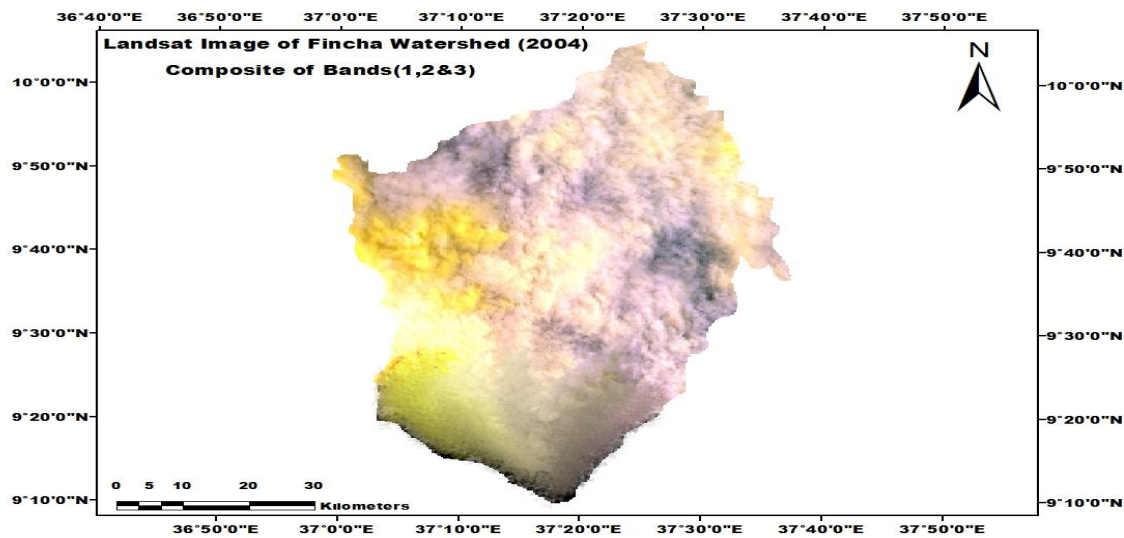 36°40'0"E 36°50'0"E 37°0'0"E 37°10'0"E 37°20'0"E 37°30'0"E 37°40'0"E 37°50'0"E
Landsat Image of Fincha Watershed (2004)
Composite of Bands(1,2&3)
N
10°0'0"N 10°0'0"N
9°50'0"N 9°50'0"N
9°40'0"N 9°40'0"N
9°30'0"N 9°30'0"N
9°20'0"N 9°20'0"N
0 5 10 20 30
Kilometers
9°10'0"N 9°10'0"N
36°50'0"E 37°0'0"E 37°10'0"E 37°20'0"E 37°30'0"E 37°40'0"E 37°50'0"E